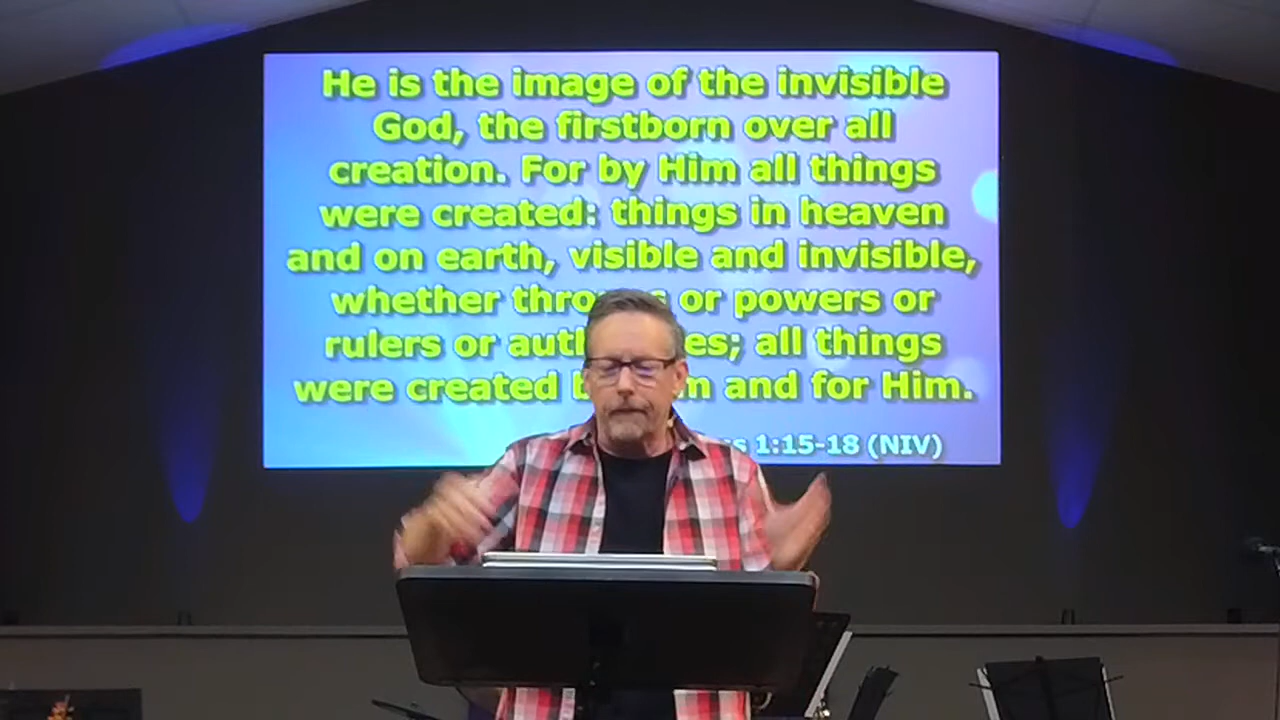 He is the image of the invisible
God, the firstborn over all
creation. For by Him all things
were created: things in heaven
and on earth, visible and invisible,
whether or powers or
rulers or all things
were created and for Him.
1:15-18 (NIV)